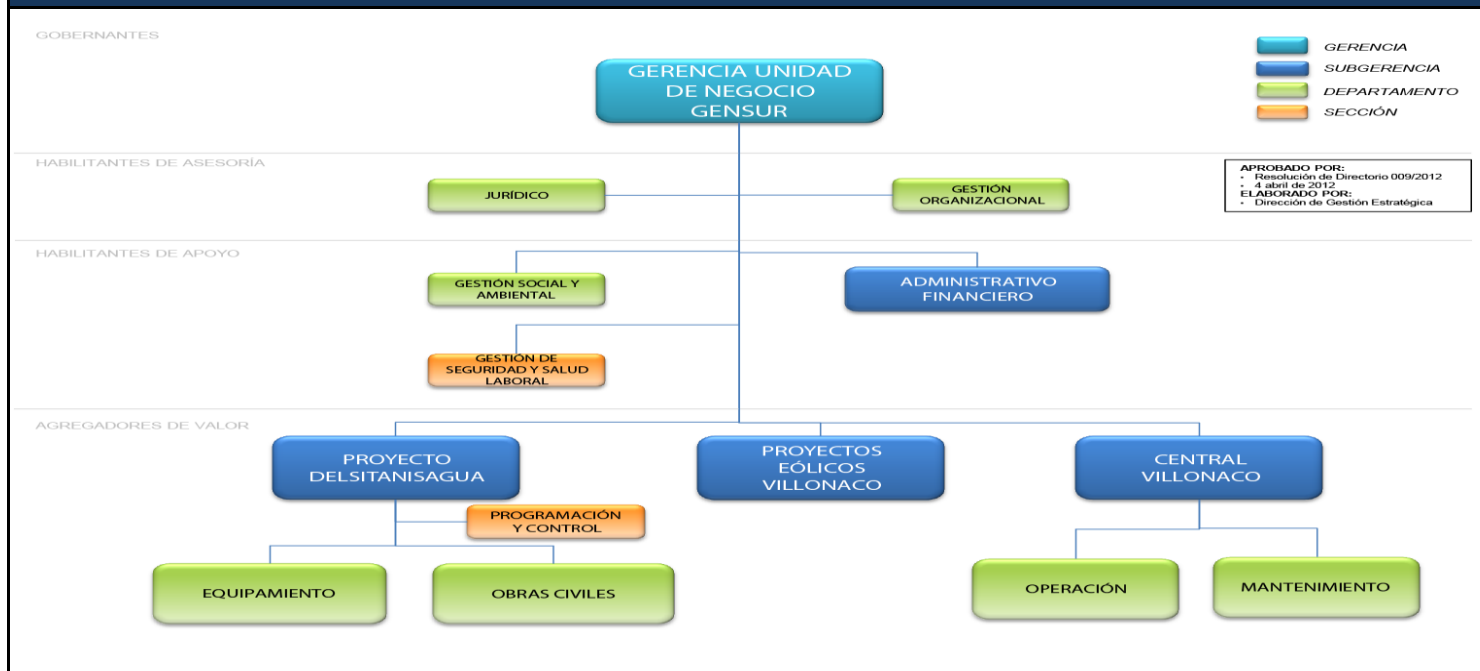 GOBERNANTES
GERENCIA UNIDAD
DE NEGOCIO
GENSUR
GERENCIA
SUBGERENCIA
DEPARTAMENTO
SECCIÓN
HABILITANTES DE ASESORÍA
JURÍDICO
GESTIÓN
ORGANIZACIONAL
APROBADO POR:
• Resolución de Directorio 009/2012
• 4 abril de 2012
ELABORADO POR:
• Dirección de Gestión Estratégica
HABILITANTES DE APOYO
GESTIÓN SOCIAL Y
AMBIENTAL
ADMINISTRATIVO
FINANCIERO
GESTIÓN DE
SEGURIDAD Y SALUD
LABORAL
AGREGADORES DE VALOR
PROYECTO
DELSITANISAGUA
PROYECTOS
EÓLICOS
VILLONACO
CENTRAL
VILLONACO
PROGRAMACIÓN
Y CONTROL
EQUIPAMIENTO
OBRAS CIVILES
OPERACIÓN
MANTENIMIENTO